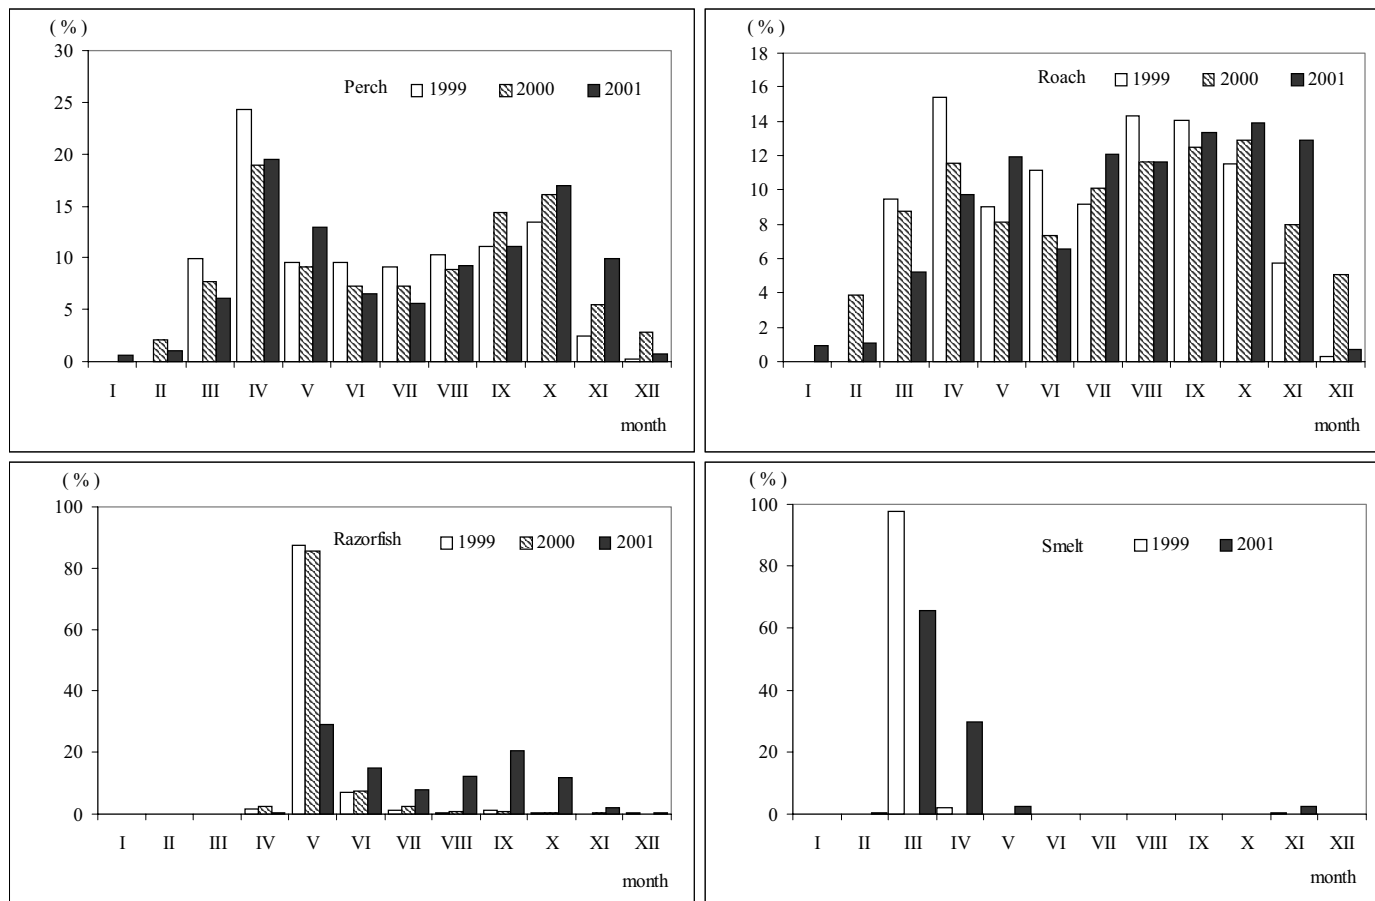 (%)
30
25
20
15
10
5
0
Perch 1999 2000 2001
I II III IV V VI VII VIII IX X XI XII
month
(%)
18
16
14
12
10
8
6
4
2
0
Roach 1999 2000 2001
I II III IV V VI VII VIII IX X XI XII
month
(%)
100
80
60
40
20
0
Razorfish 1999 2000 2001
I II III IV V VI VII VIII IX X XI XII
month
(%)
100
80
60
40
20
0
Smelt 1999 2001
I II III IV V VI VII VIII IX X XI XII
month